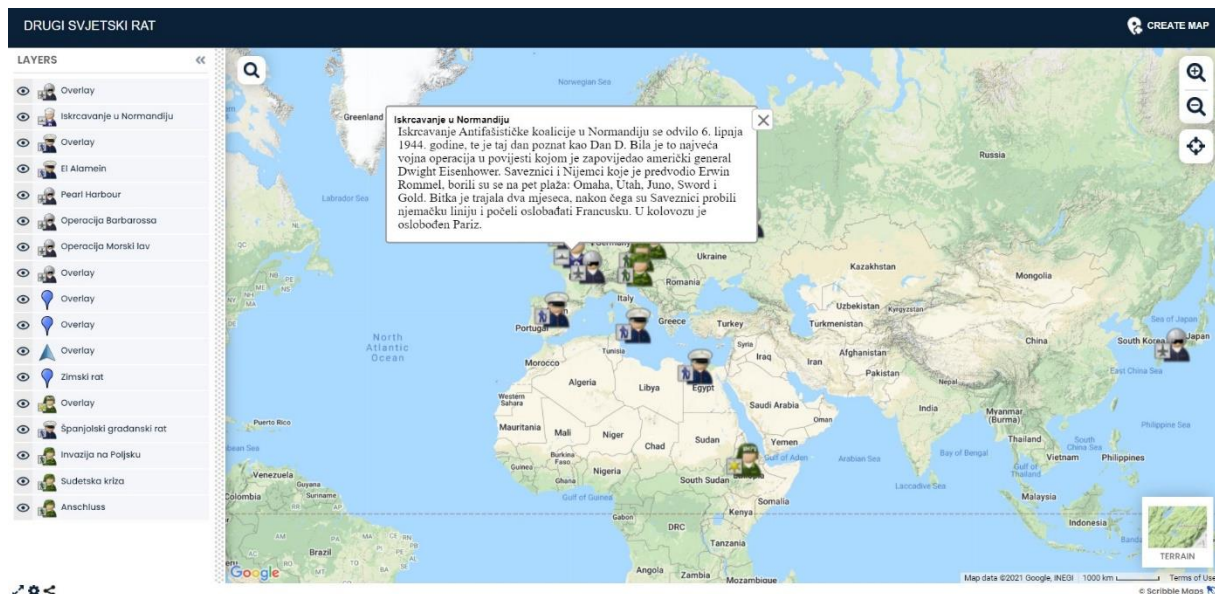 DRUGI SVJETSKI RAT
CREATE MAP
LAYERS
Overlay
Iskrcavanje u Normandiju
Overlay
El Alamein
Pearl Harbour
Operacija Barbarossa
Operacija Morski lav
Overlay
Overlay
Overlay
Overlay
Zimski rat
Overlay
Španjolski građanski rat
Invazija na Poljsku
Sudetska kriza
Anschluss
Iskrcavanje u Normandiju
Iskrcavanje Antifašističke koalicije u Normandiju se odvilo 6. lipnja
1944. godine, te je taj dan poznat kao Dan D. Bila je to najveća
vojna operacija u povijesti kojom je zapovijedao američki general
Dwight Eisenhower. Saveznici i Nijemci koje je predvodio Erwin
Rommel, borili su se na pet plaža: Omaha, Utah, Juno, Sword i
Gold. Bitka je trajala dva mjeseca, nakon čega su Saveznici probili
njemačku liniju i počeli oslobađati Francusku. U kolovozu je
oslobođen Pariz.
Norwegian Sea
Greenland
Labrador Sea
Russia
Ukraine
Romania
Kazakhstan
Mongolia
Italy
Portugal
Greece
Turkey
Uzbekistan
Kyrgyzstan
Turkmenistan
Sea of Japan
North
Atlantic
Ocean
China
South Korea
Japan
Tunisia
Syria
Iraq
Iran
Afghanistan
Pakistan
Nepal
East China Sea
Morocco
Algeria
Libya
Egypt
Western
Sahara
Saudi Arabia
Oman
India
Myanmar
(Burma)
Puerto Rico
Mauritania
Mali
Niger
Chad
Sudan
Yemen
Gulf of Aden
Arabian Sea
Bay of Bengal
Thailand
South
China Sea
Vietnam
Philippines
Philippine Sea
Burkina
Faso
Guinea
Ghana
Nigeria
South Sudan
Gulf of
Thailand
Laccadive Sea
Venezuela
Guyana
Suriname
Colombia
Gulf of Guinea
Somalia
Kenya
Malaysia
Gabon
DRC
Tanzania
Indonesia
Brazil
Angola
Zambia
Mozambique
TERRAIN
Google
Map data ©2021 Google, INEGI
1000 km
Terms of Use
© Scribble Maps